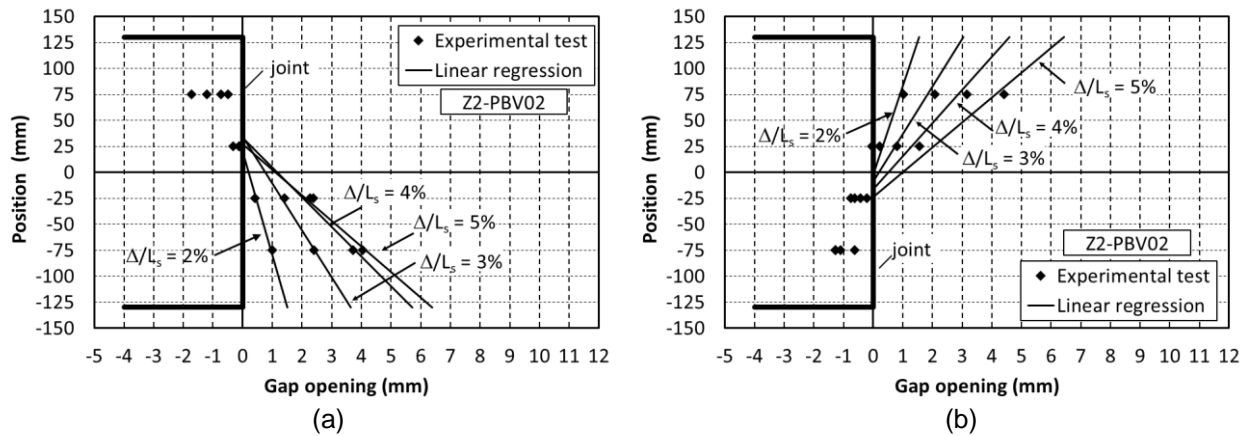 150
125
100
75
50
25
0
-25
-50
-75
-100
-125
-150
Position (mm)
-5 -4 -3 -2 -1 0 1 2 3 4 5 6 7 8 9 10 11 12
Gap opening (mm)
Experimental test
Linear regression
Z2-PBV02
joint
Δ/Ls = 4%
Δ/Ls = 5%
Δ/Ls = 2%
Δ/Ls = 3%
(a)
150
125
100
75
50
25
0
-25
-50
-75
-100
-125
-150
Position (mm)
-5 -4 -3 -2 -1 0 1 2 3 4 5 6 7 8 9 10 11 12
Gap opening (mm)
Δ/Ls = 5%
Δ/Ls = 2%
Δ/Ls = 4%
Δ/Ls = 3%
joint
Z2-PBV02
Experimental test
Linear regression
(b)